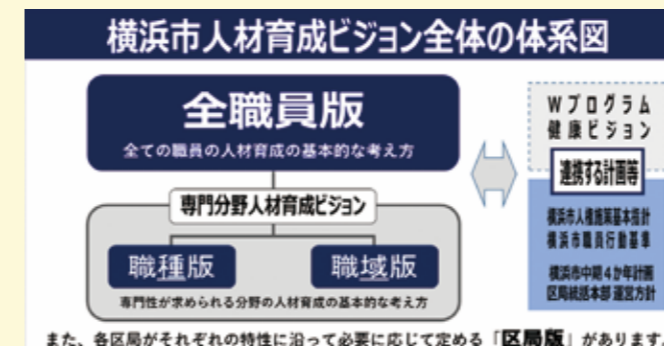 横浜市人材育成ビジョン全体の体系図
全職員版
全ての職員の人材育成の基本的な考え方
専門分野人材育成ビジョン
職種版
職域版
専門性が求められる分野の人材育成の基本的な考え方
Wプログラム
健康ビジョン
連携する計画等
横浜市人権施策基本指針
横浜市職員行動基準
横浜市中期4か年計画
区局統括本部 運営方針
また、各区局がそれぞれの特性に沿って必要に応じて定める「区局版」があります。